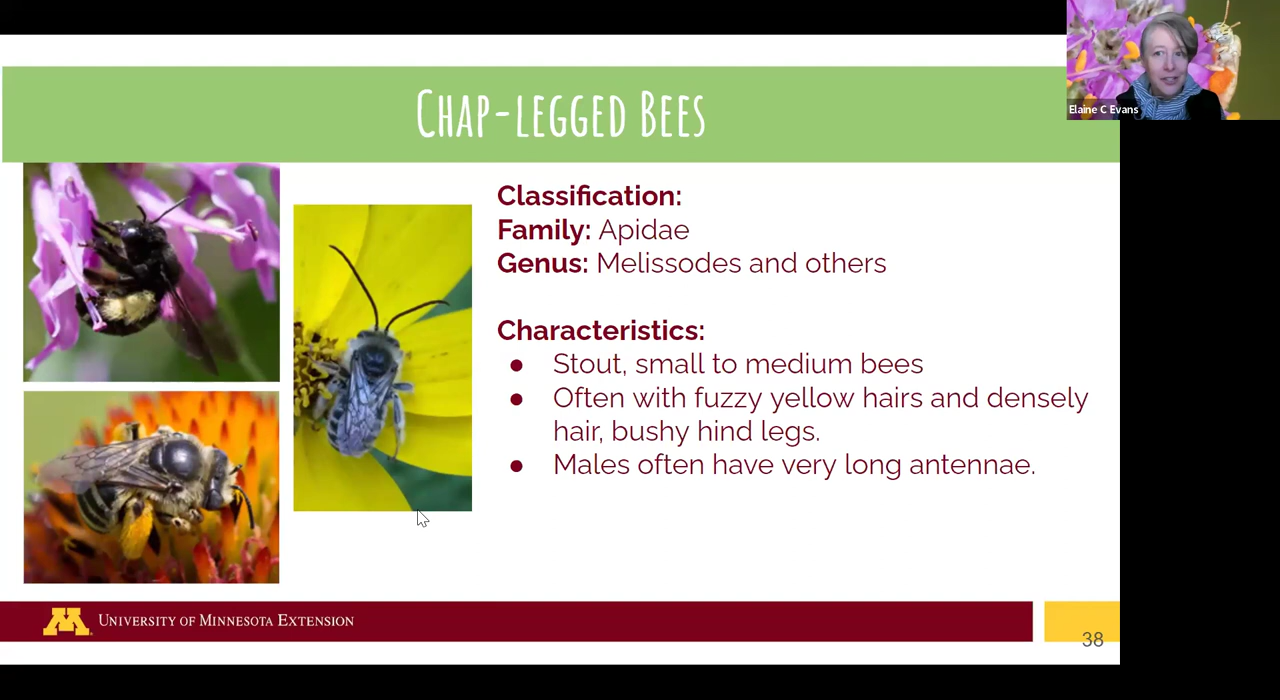 Elaine C Evans
Chap-legged Bees
Classification:
Family: Apidae
Genus: Melissodes and others
Characteristics:
● Stout, small to medium bees
● Often with fuzzy yellow hairs and densely
hair, bushy hind legs.
● Males often have very long antennae.
M
University of Minnesota Extension
38